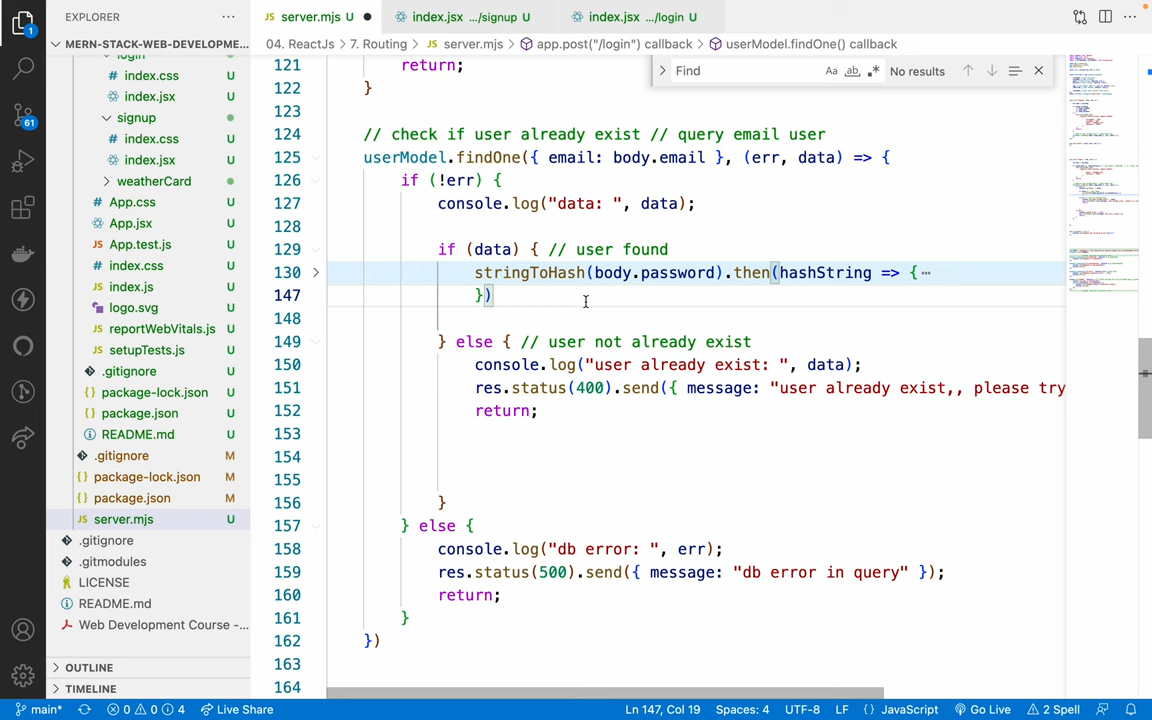 EXPLORER
server.mjs U
index.jsx .../signup U
index.jsx .../login U
MERN-STACK-WEB-DEVELOPME...
04. ReactJs > 7. Routing > JS server.mjs > app.post("/login") callback > userModel.findOne() callback
login
index.css U
index.jsx U
signup
index.css U
index.jsx U
weatherCard
App.css U
App.jsx U
JS App.test.js U
index.css U
JS index.js U
logo.svg U
JS reportWebVitals.js U
JS setupTests.js U
.gitignore U
{} package-lock.json U
{} package.json U
README.md U
.gitignore M
{} package-lock.json M
{} package.json M
JS server.mjs U
.gitignore
.gitmodules
LICENSE
README.md
Web Development Course -...
OUTLINE
TIMELINE
1
61
Find
Aa ab .* No results
121 return;
122 }
123
124 // check if user already exist // query email user
125 userModel.findOne({ email: body.email }, (err, data) => {
126 if (!err) {
127 console.log("data: ", data);
128
129 if (data) { // user found
130 stringToHash(body.password).then(hashString => {…
147 })
148
149 } else { // user not already exist
150 console.log("user already exist: ", data);
151 res.status(400).send({ message: "user already exist,, please try
152 return;
153
154
155
156 }
157 } else {
158 console.log("db error: ", err);
159 res.status(500).send({ message: "db error in query" });
160 return;
161 }
162 })
163
164
main* 0 0 4 Live Share Ln 147, Col 19 Spaces: 4 UTF-8 LF {} JavaScript Go Live 2 Spell